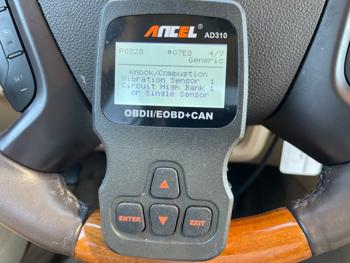 ANCEL
AD310
P0328 $07E8 4/7
Generic
Knock/Combustion
Vibration Sensor 1
Circuit High Bank 1
or Single Sensor
OBDII/EOBD+CAN
ENTER
EXIT